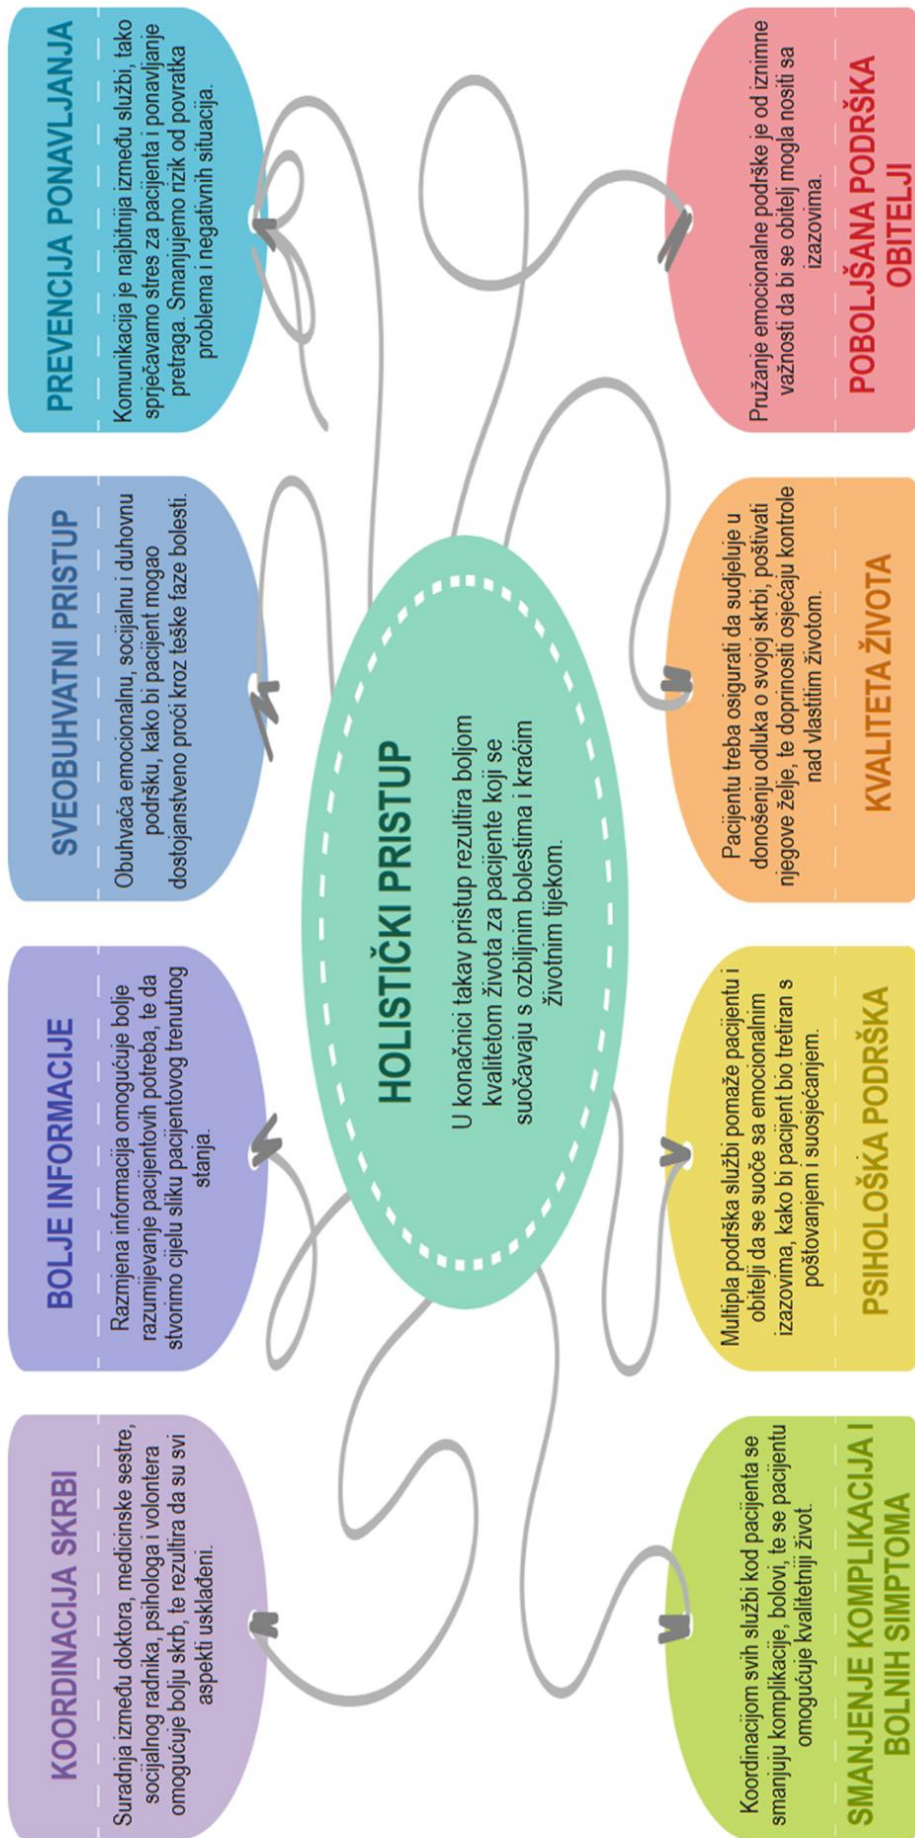 KOORDINACIJA SKRBI
Suradnja između doktora, medicinske sestre,
socijalnog radnika, psihologa i volontera
omogućuje bolju skrb, te rezultira da su svi
aspekti usklađeni.
BOLJE INFORMACIJE
Razmjena informacija omogućuje bolje
razumijevanje pacijentovih potreba, te da
stvorimo cijelu sliku pacijentovog trenutnog
stanja.
SVEOBUHVATNI PRISTUP
Obuhvaća emocionalnu, socijalnu i duhovnu
podršku, kako bi pacijent mogao
dostojanstveno proći kroz teške faze bolesti.
PREVENCIJA PONAVLJANJA
Komunikacija je najbitnija između službi, tako
sprječavamo stres za pacijenta i ponavljanje
pretraga. Smanjujemo rizik od povratka
problema i negativnih situacija.
HOLISTIČKI PRISTUP
U konačnici takav pristup rezultira boljom
kvalitetom života za pacijente koji se
suočavaju s ozbiljnim bolestima i kraćim
životnim tijekom.
Koordinacijom svih službi kod pacijenta se
smanjuju komplikacije, bolovi, te se pacijentu
omogućuje kvalitetniji život.
SMANJENJE KOMPLIKACIJA I
BOLNIH SIMPTOMA
Multipla podrška službi pomaže pacijentu i
obitelji da se suoče sa emocionalnim
izazovima, kako bi pacijent bio tretiran s
poštovanjem i suosjećanjem.
PSIHOLOŠKA PODRŠKA
Pacijentu treba osigurati da sudjeluje u
donošenju odluka o svojoj skrbi, poštivati
njegove želje, te doprinositi osjećaju kontrole
nad vlastitim životom.
KVALITETA ŽIVOTA
Pružanje emocionalne podrške je od iznimne
važnosti da bi se obitelj mogla nositi sa
izazovima.
POBOLJŠANA PODRŠKA
OBITELJI